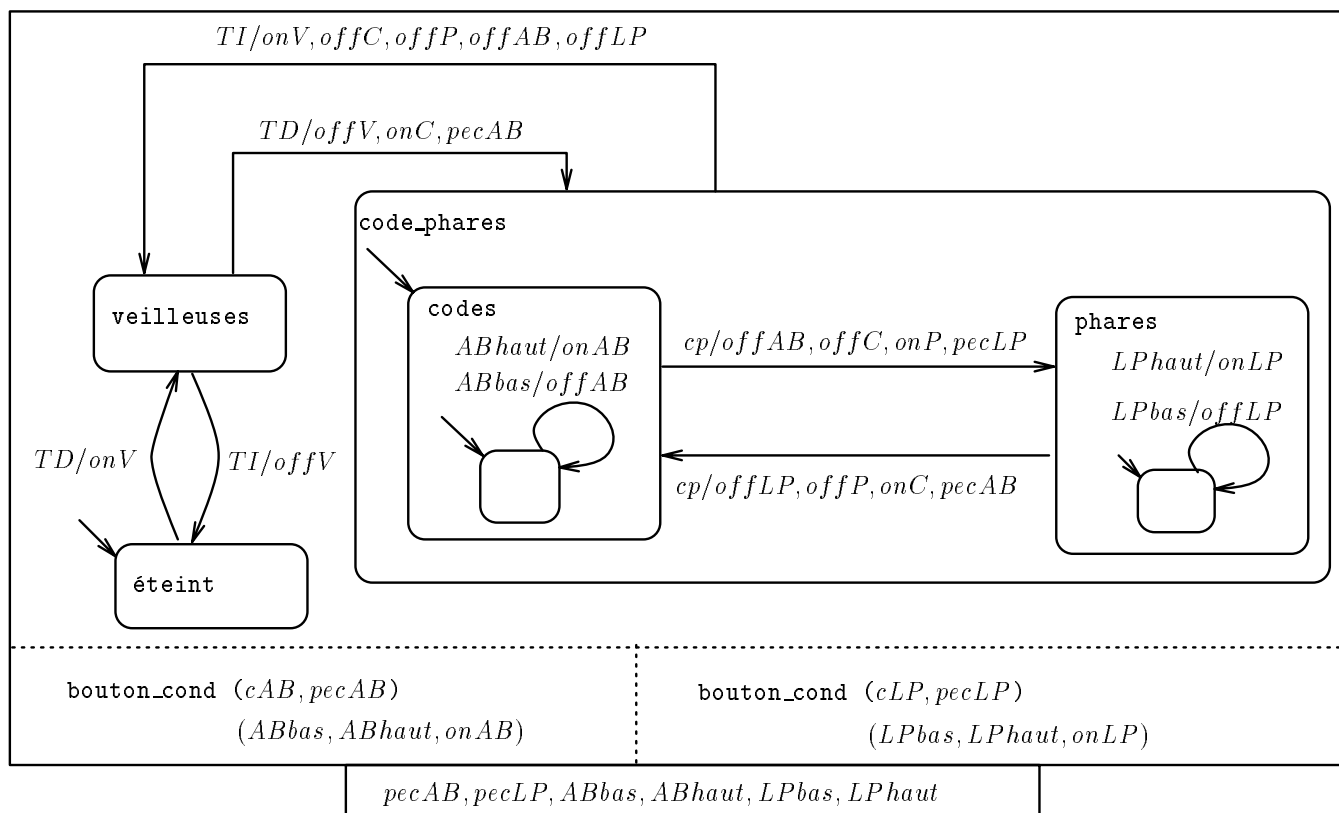 TI/onV, offC, offP, offAB, offLP
TD/offV, onC, pecAB
code_phares
veilleuses
codes
ABhaut/onAB
ABbas/offAB
cp/offAB, offC, onP, pecLP
phares
LPhaut/onLP
LPbas/offLP
TD/onV
TI/offV
cp/offLP, offP, onC, pecAB
éteint
bouton_cond (cAB, pecAB)
(ABbas, ABhaut, onAB)
bouton_cond (cLP, pecLP)
(LPbas, LPhaut, onLP)
pecAB, pecLP, ABbas, ABhaut, LPbas, LPhaut